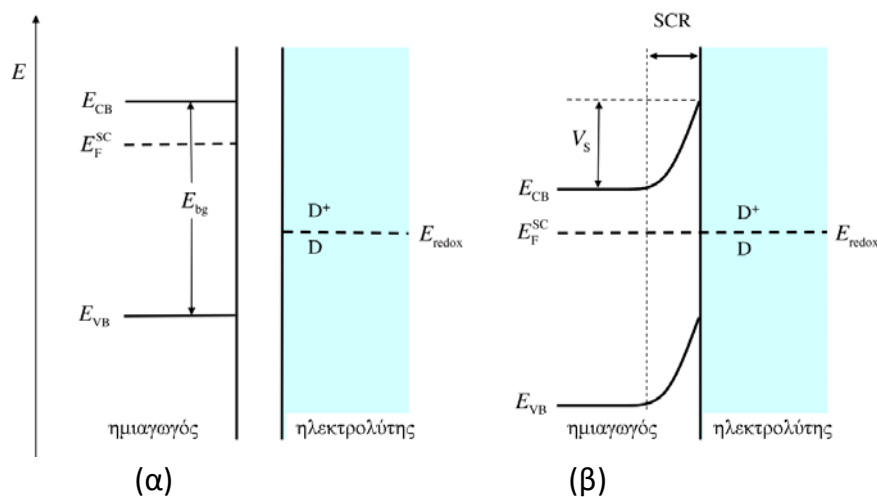 E
E_CB
E_F^SC
E_bg
E_VB
D⁺
D
E_redox
ημιαγωγός
ηλεκτρολύτης
(α)
SCR
V_S
E_CB
E_F^SC
E_VB
D⁺
D
E_redox
ημιαγωγός
ηλεκτρολύτης
(β)